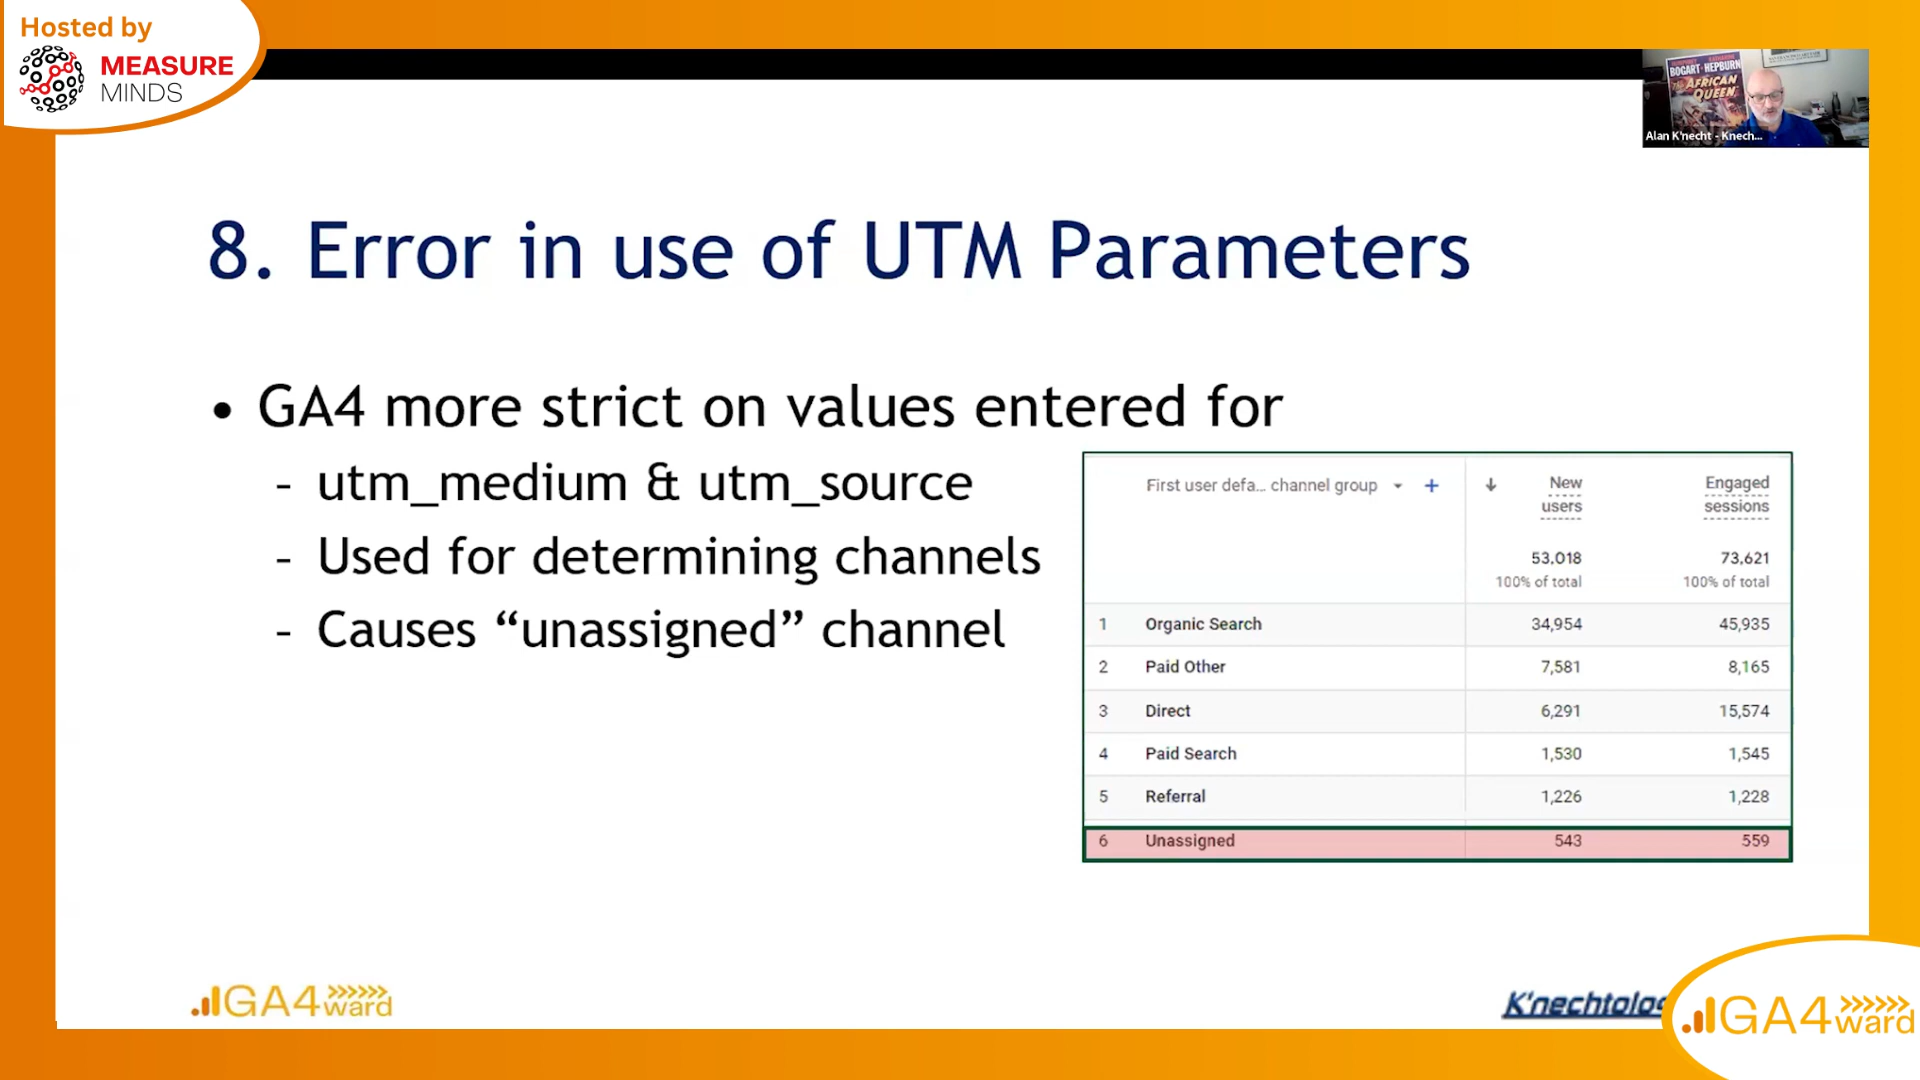 Hosted by
MEASURE
MINDS
BOGART HEPBURN
AFRICAN
QUEEN
Alan K'necht - Knech...
8. Error in use of UTM Parameters
• GA4 more strict on values entered for
- utm_medium & utm_source
- Used for determining channels
- Causes “unassigned” channel
First user defa... channel group + ↓ New users Engaged sessions
53,018 73,621
100% of total 100% of total
1 Organic Search 34,954 45,935
2 Paid Other 7,581 8,165
3 Direct 6,291 15,574
4 Paid Search 1,530 1,545
5 Referral 1,226 1,228
6 Unassigned 543 559
GA4ward
K'nechtolog
GA4ward